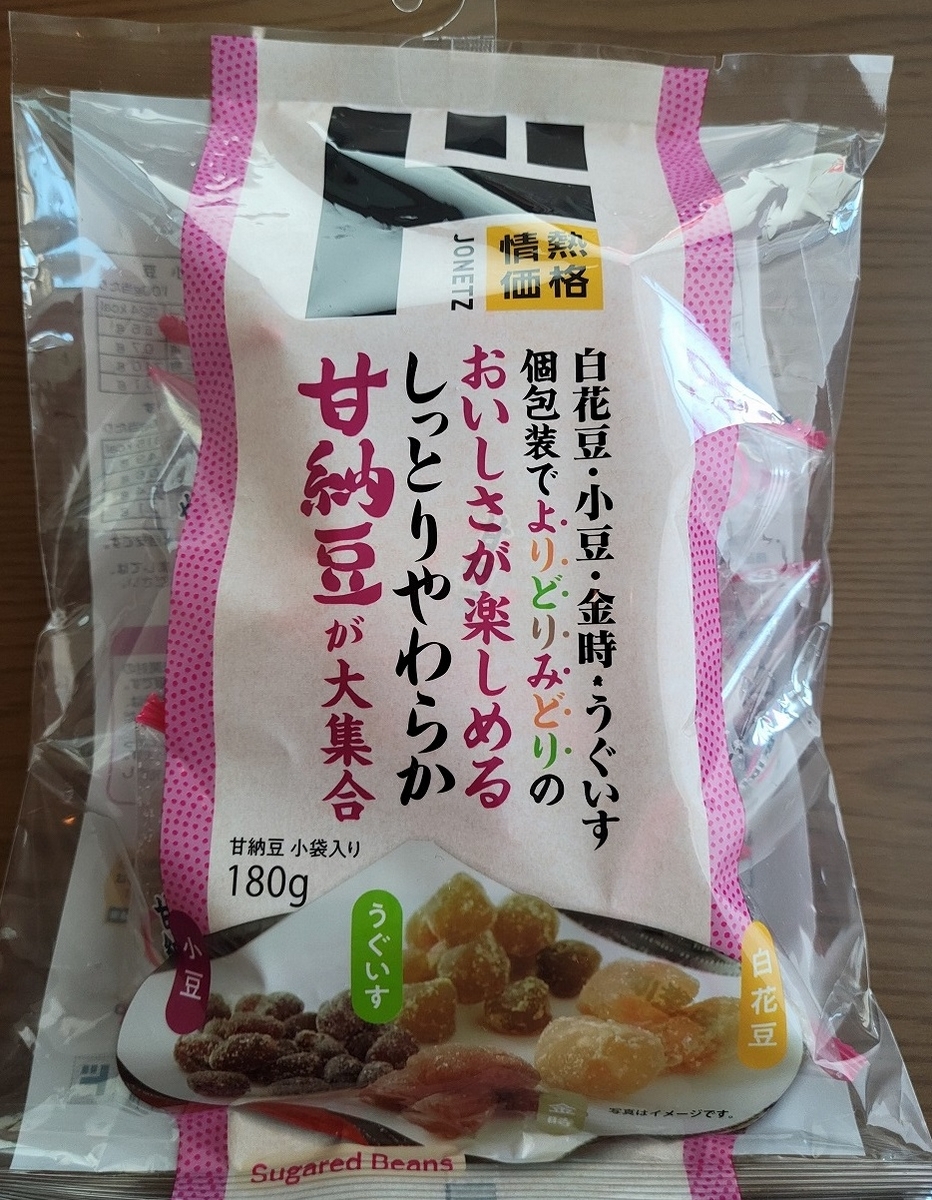 ド
情熱価格
JONETZ
白花豆・小豆・金時・うぐいす
個包装でよりどりみどりの
おいしさが楽しめる
しっとりやわらか
甘納豆が大集合
甘納豆 小袋入り
180g
小豆
うぐいす
白花豆
金時
写真はイメージです。
Sugared Beans